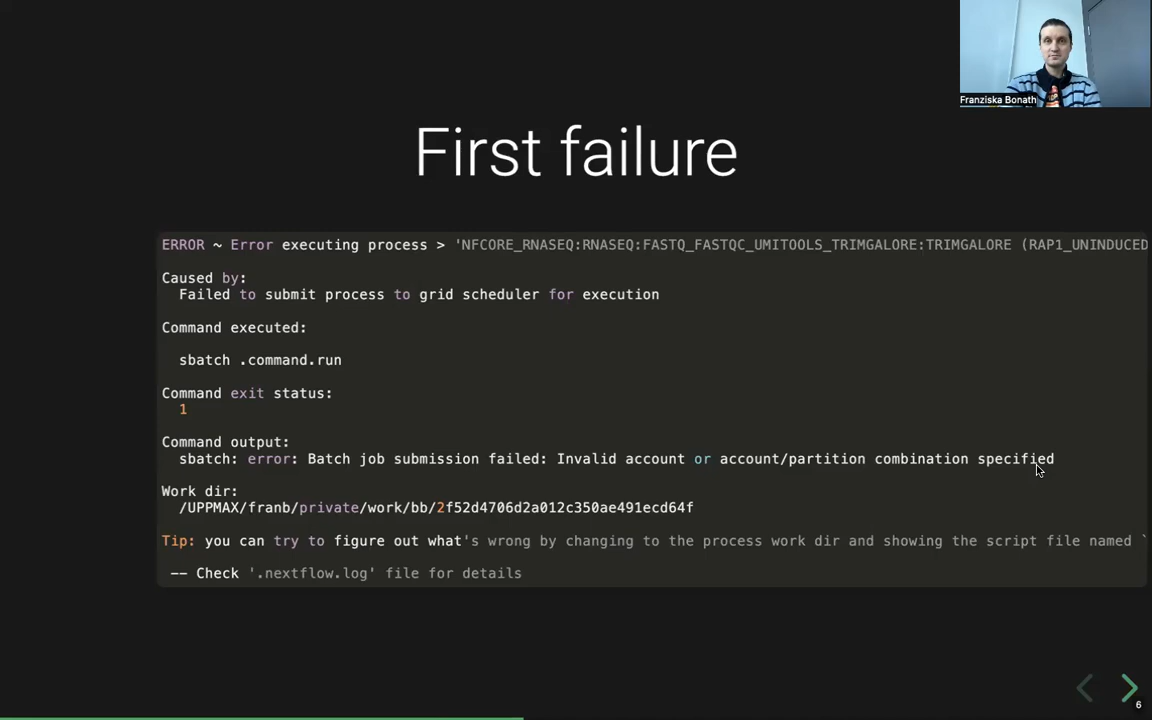 Franziska Bonath
First failure
ERROR ~ Error executing process > 'NFCORE_RNASEQ:RNASEQ:FASTQ_FASTQC_UMITOOLS_TRIMGALORE:TRIMGALORE (RAP1_UNINDUCED
Caused by:
Failed to submit process to grid scheduler for execution
Command executed:
sbatch .command.run
Command exit status:
1
Command output:
sbatch: error: Batch job submission failed: Invalid account or account/partition combination specified
Work dir:
/UPPMAX/franb/private/work/bb/2f52d4706d2a012c350ae491ecd64f
Tip: you can try to figure out what's wrong by changing to the process work dir and showing the script file named `
-- Check '.nextflow.log' file for details
6